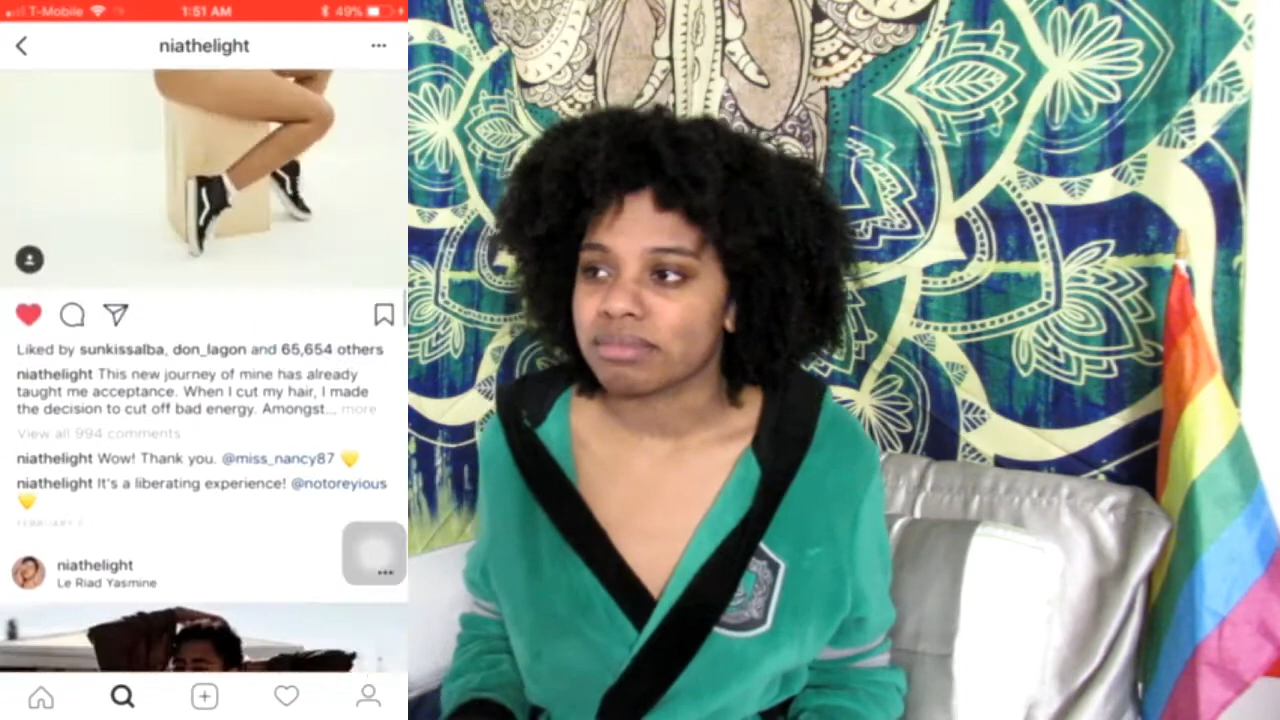 T-Mobile 1:51 AM 49%
niathelight
Liked by sunkissalba, don_lagon and 65,654 others
niathelight This new journey of mine has already
taught me acceptance. When I cut my hair, I made
the decision to cut off bad energy. Amongst... more
View all 994 comments
niathelight Wow! Thank you. @miss_nancy87 💛
niathelight It's a liberating experience! @notoreyious
💛
niathelight
Le Riad Yasmine